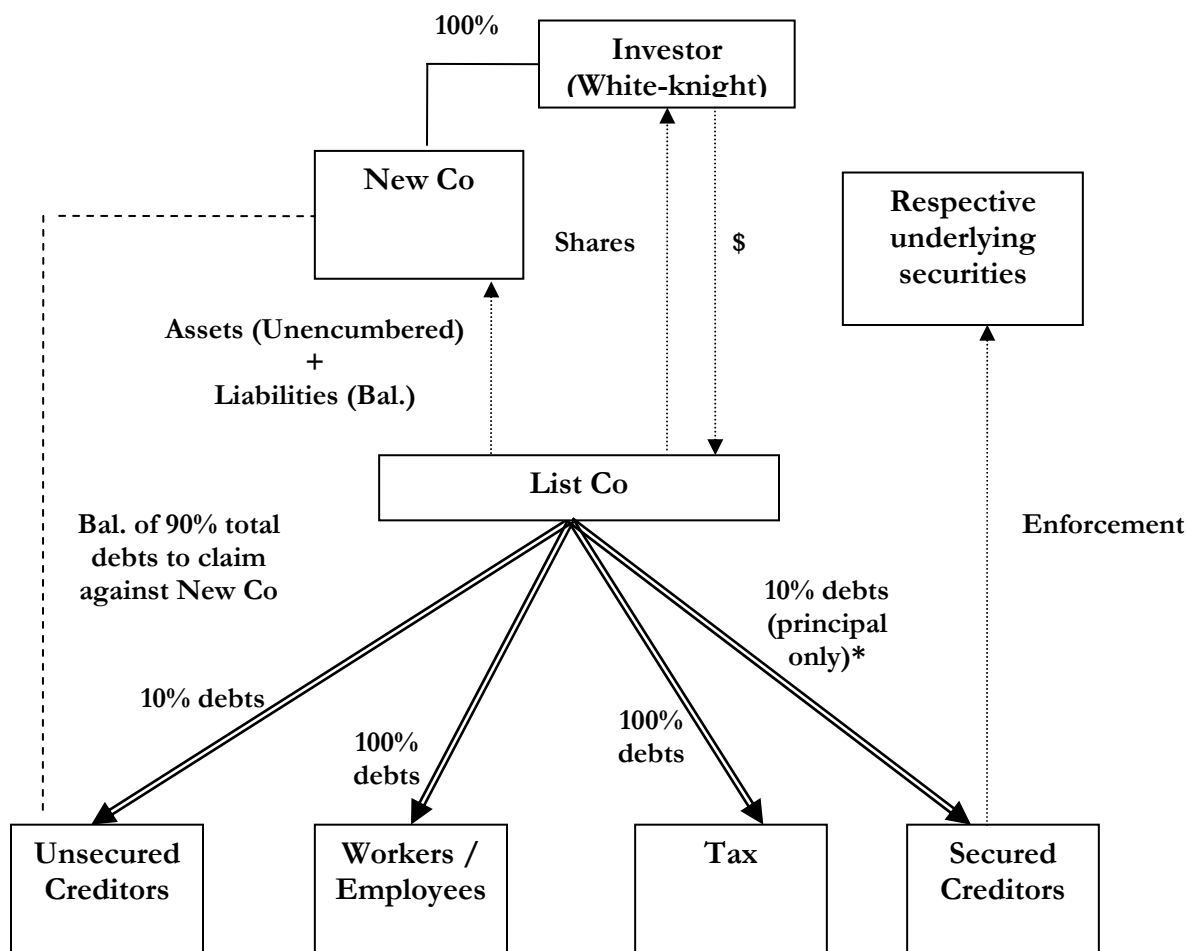 100%
Investor
(White-knight)
New Co
Respective
underlying
securities
Shares
$
Assets (Unencumbered)
+
Liabilities (Bal.)
List Co
Bal. of 90% total
debts to claim
against New Co
Enforcement
10% debts
(principal
only)*
10% debts
100%
debts
100%
debts
Unsecured
Creditors
Workers /
Employees
Tax
Secured
Creditors